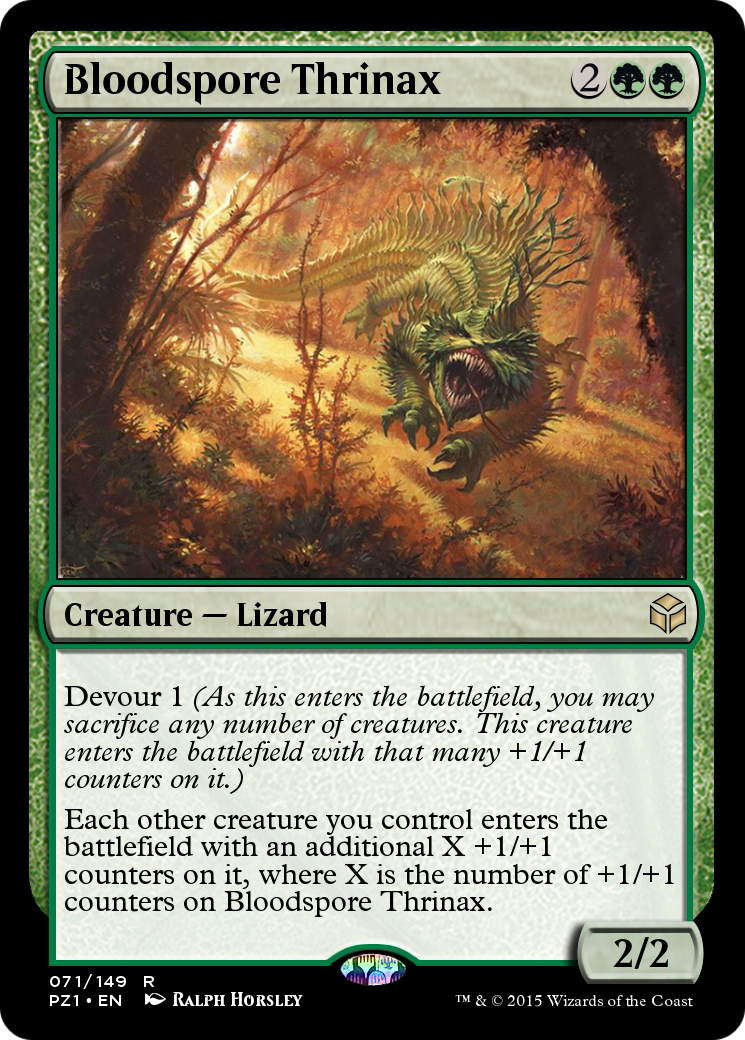 Bloodspore Thrinax 2
Creature — Lizard
Devour 1 (As this enters the battlefield, you may
sacrifice any number of creatures. This creature
enters the battlefield with that many +1/+1
counters on it.)
Each other creature you control enters the
battlefield with an additional X +1/+1
counters on it, where X is the number of +1/+1
counters on Bloodspore Thrinax.
2/2
071/149 R
PZ1 • EN Ralph Horsley ™ & © 2015 Wizards of the Coast